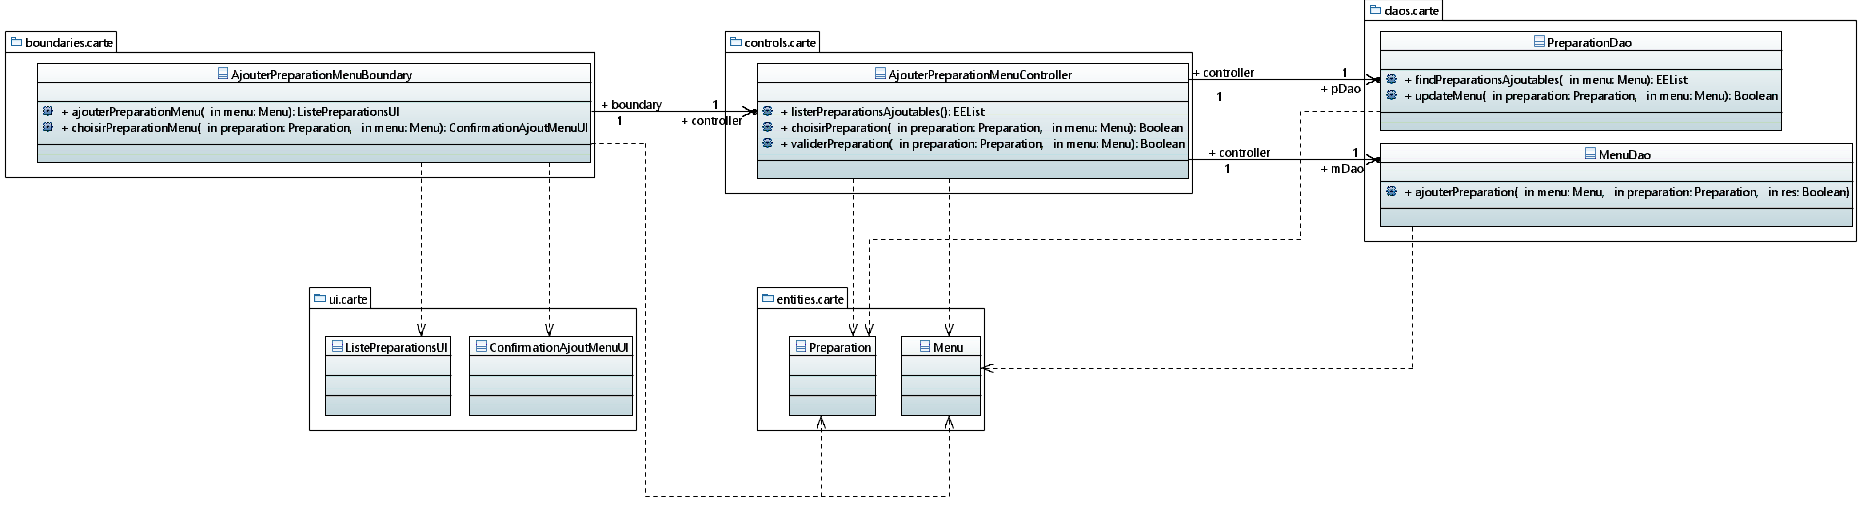 boundaries.carte
AjouterPreparationMenuBoundary
+ ajouterPreparationMenu( in menu: Menu): ListePreparationsUI
+ choisirPreparationMenu( in preparation: Preparation, in menu: Menu): ConfirmationAjoutMenuUI
+ boundary
1
1
+ controller
controls.carte
AjouterPreparationMenuController
+ listerPreparationsAjoutables(): EEList
+ choisirPreparation( in preparation: Preparation, in menu: Menu): Boolean
+ validerPreparation( in preparation: Preparation, in menu: Menu): Boolean
+ controller
1
1
+ pDao
+ controller
1
1
+ mDao
daos.carte
PreparationDao
+ findPreparationsAjoutables( in menu: Menu): EEList
+ updateMenu( in preparation: Preparation, in menu: Menu): Boolean
MenuDao
+ ajouterPreparation( in menu: Menu, in preparation: Preparation, in res: Boolean)
ui.carte
ListePreparationsUI
ConfirmationAjoutMenuUI
entities.carte
Preparation
Menu